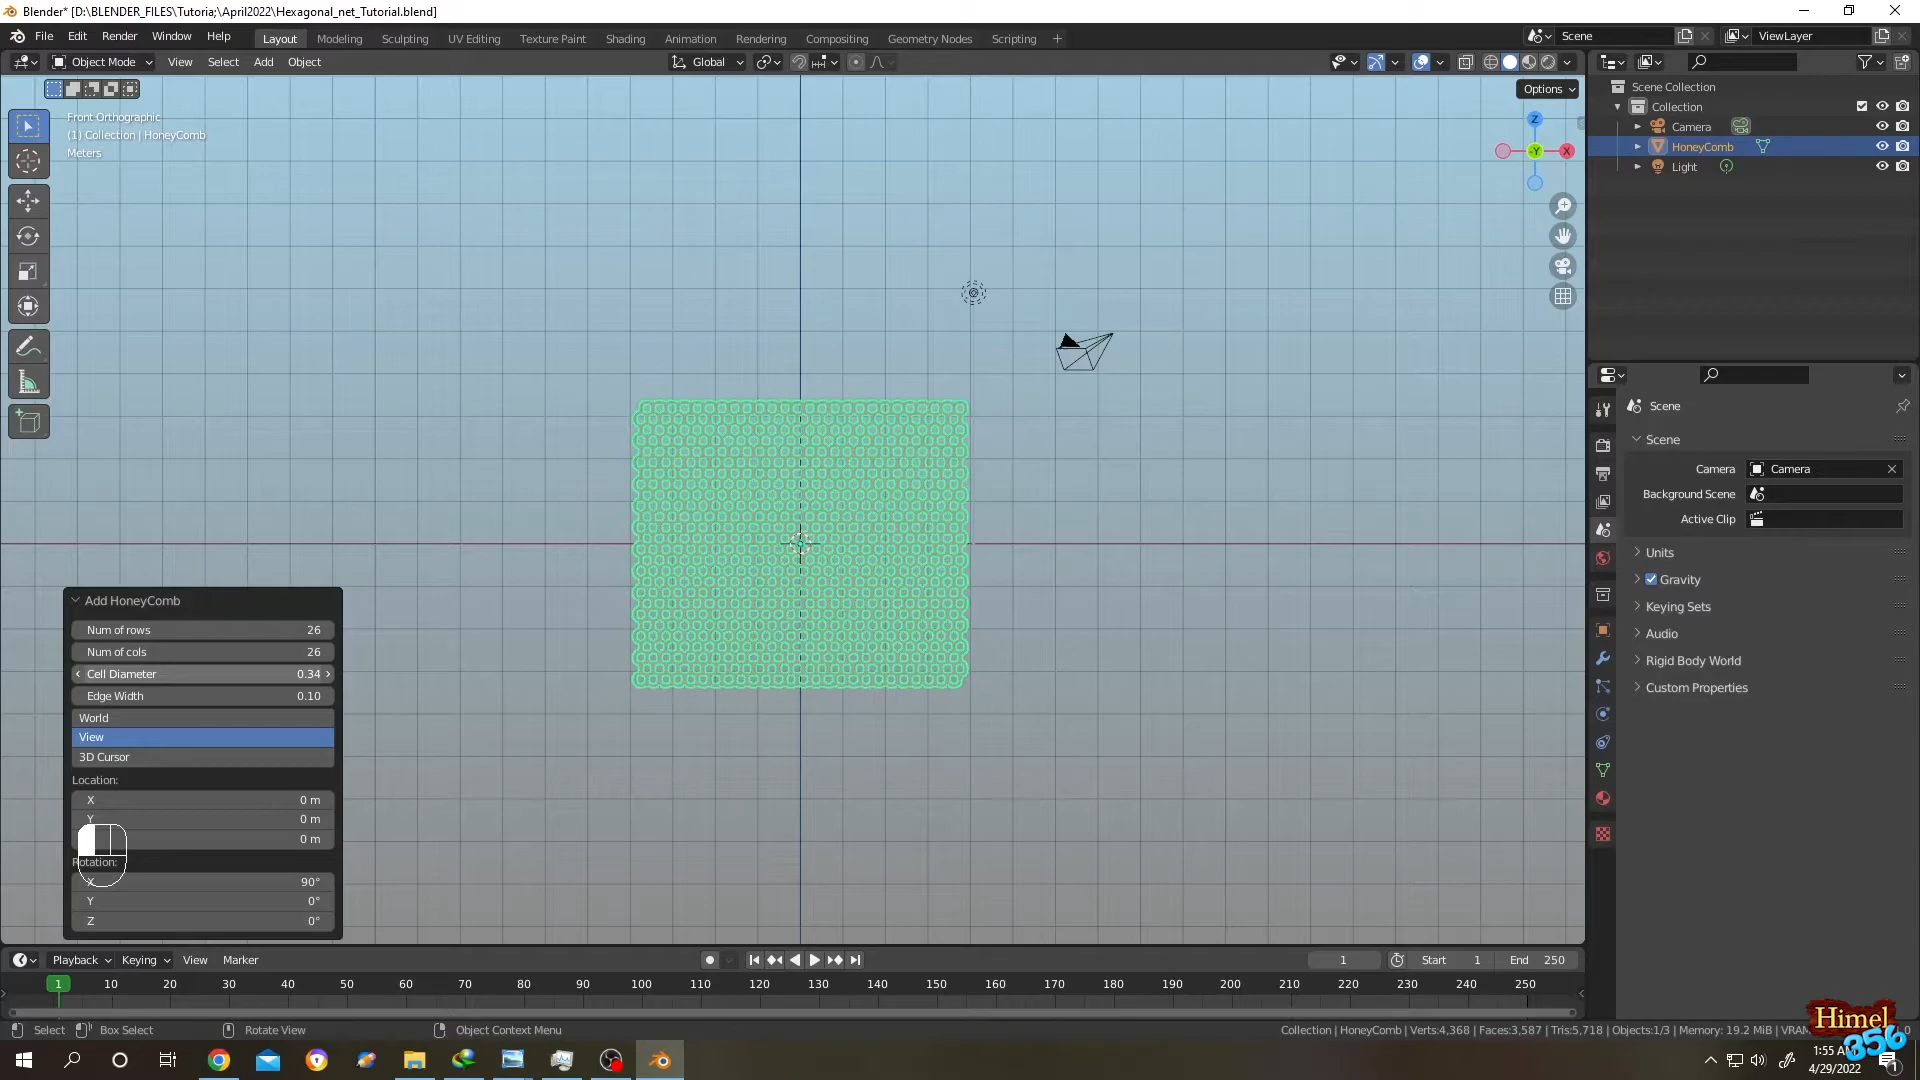 Blender* [D:\BLENDER_FILES\Tutoria;\April2022\Hexagonal_net_Tutorial.blend]
File Edit Render Window Help Layout Modeling Sculpting UV Editing Texture Paint Shading Animation Rendering Compositing Geometry Nodes Scripting + Scene ViewLayer
Object Mode View Select Add Object Global
Options
Front Orthographic
(1) Collection | HoneyComb
Meters
Z
Y
X
Scene Collection
Collection
Camera
HoneyComb
Light
Scene
Scene
Camera Camera
Background Scene
Active Clip
Units
Gravity
Keying Sets
Audio
Rigid Body World
Custom Properties
Add HoneyComb
Num of rows 26
Num of cols 26
Cell Diameter 0.34
Edge Width 0.10
World
View
3D Cursor
Location:
X 0 m
Y 0 m
0 m
Rotation:
X 90°
Y 0°
Z 0°
Playback Keying View Marker 1 Start 1 End 250
1 10 20 30 40 50 60 70 80 90 100 110 120 130 140 150 160 170 180 190 200 210 220 230 240 250
Select Box Select Rotate View Object Context Menu Collection | HoneyComb | Verts:4,368 | Faces:3,587 | Tris:5,718 | Objects:1/3 | Memory: 19.2 MiB | VRA
Himel
356
1:55 A
4/29/2022
1